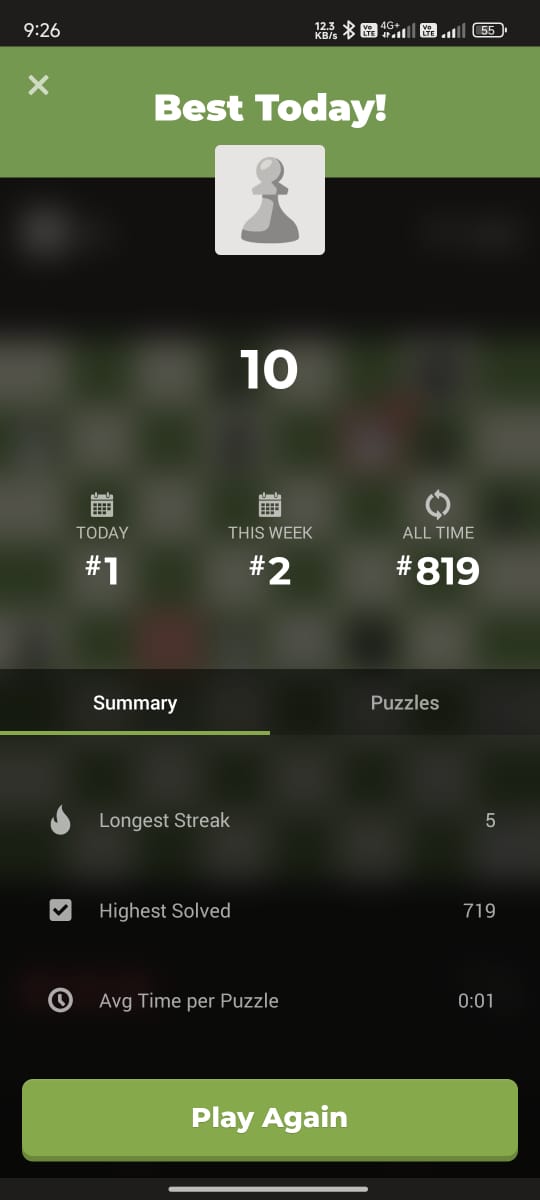 9:26
12.3 KB/s
Vo LTE
4G+
Vo LTE
55
Best Today!
10
TODAY
THIS WEEK
ALL TIME
#1
#2
#819
Summary
Puzzles
Longest Streak
5
Highest Solved
719
Avg Time per Puzzle
0:01
Play Again